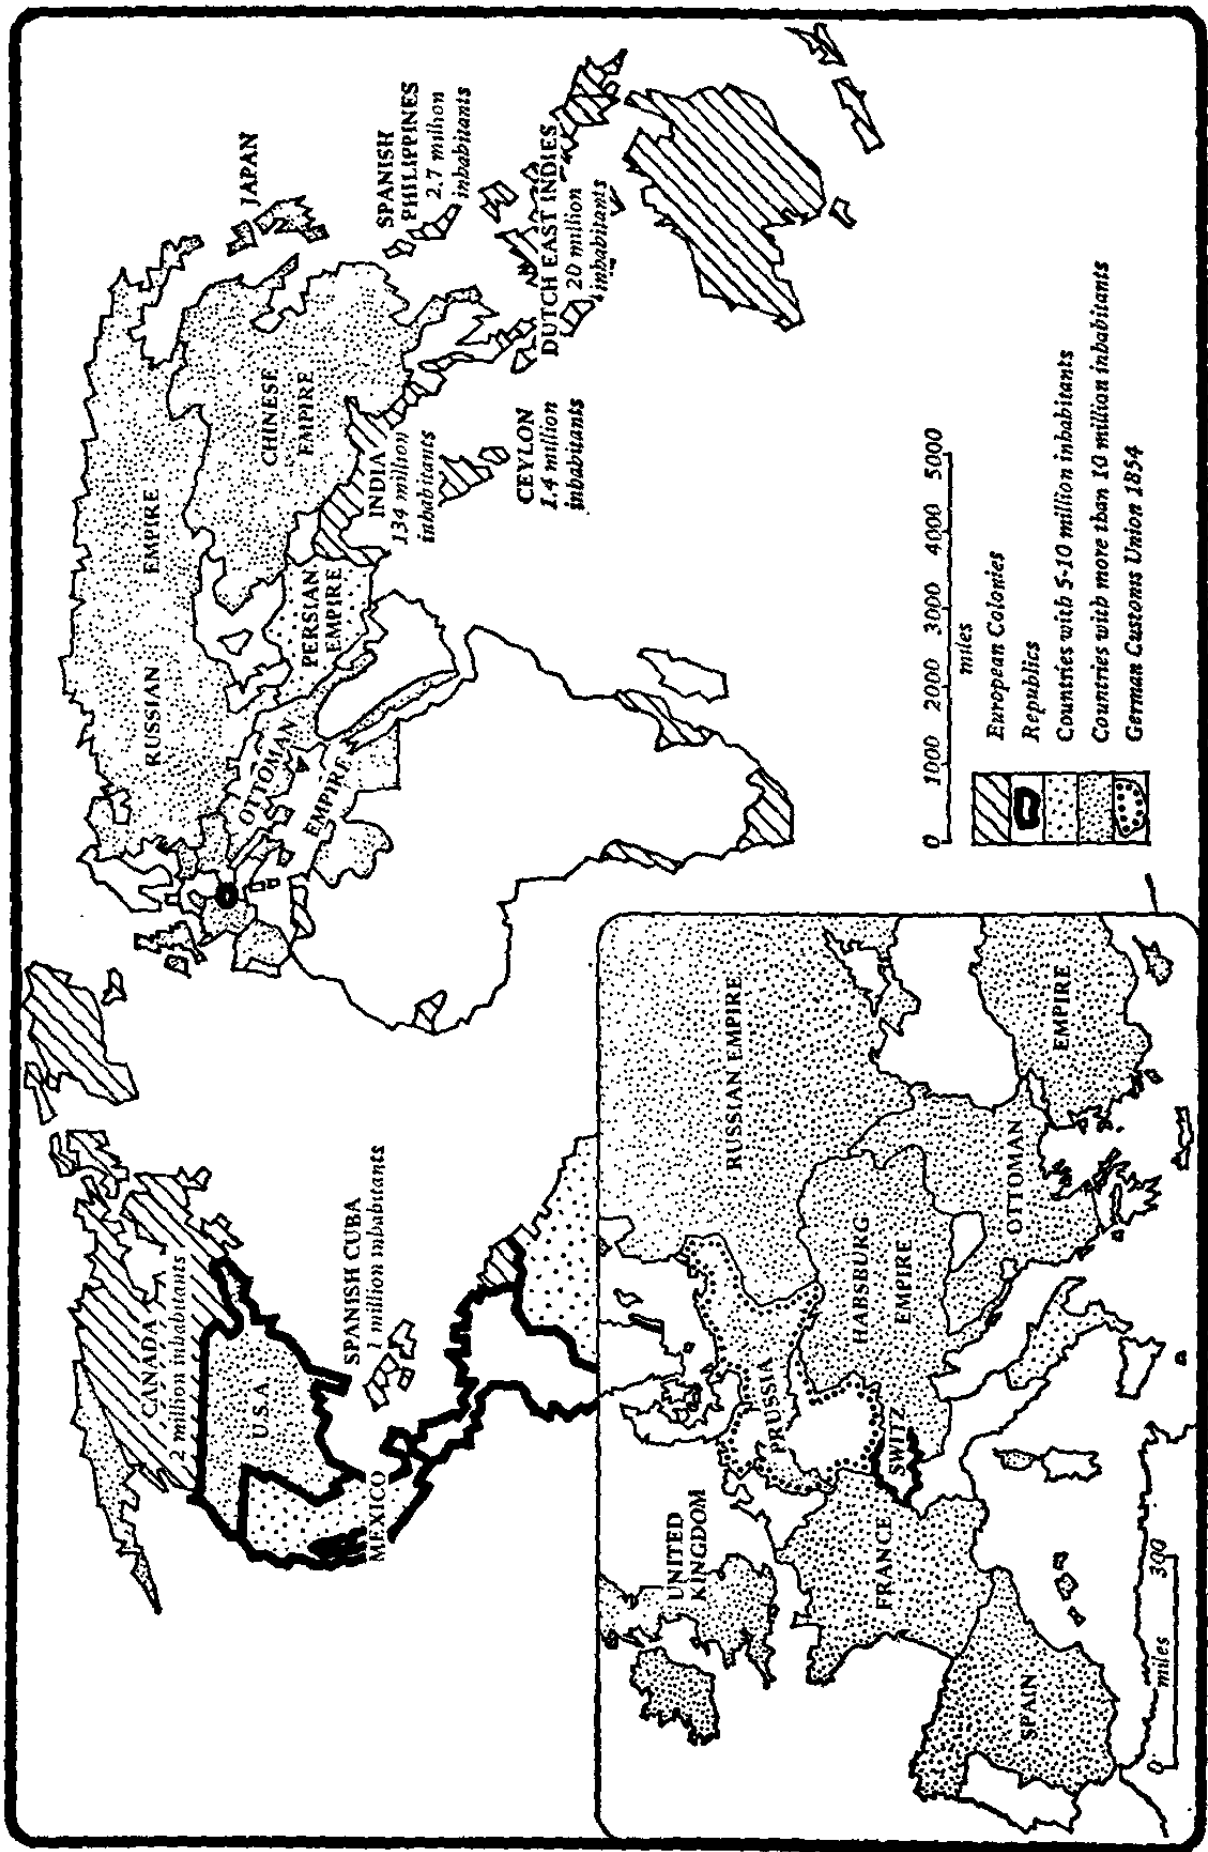 CANADA
2 million inhabitants
U.S.A.
MEXICO
SPANISH CUBA
1 million inhabitants
RUSSIAN EMPIRE
OTTOMAN
EMPIRE
PERSIAN
EMPIRE
CHINESE
EMPIRE
JAPAN
INDIA
134 million
inhabitants
CEYLON
1.4 million
inhabitants
SPANISH
PHILIPPINES
2.7 million
inhabitants
DUTCH EAST INDIES
20 million
inhabitants
0 1000 2000 3000 4000 5000
miles
European Colonies
Republics
Countries with 5-10 million inhabitants
Countries with more than 10 million inhabitants
German Customs Union 1854
UNITED
KINGDOM
FRANCE
SPAIN
SWITZ
PRUSSIA
HABSBURG
EMPIRE
RUSSIAN EMPIRE
OTTOMAN EMPIRE
0 miles 300